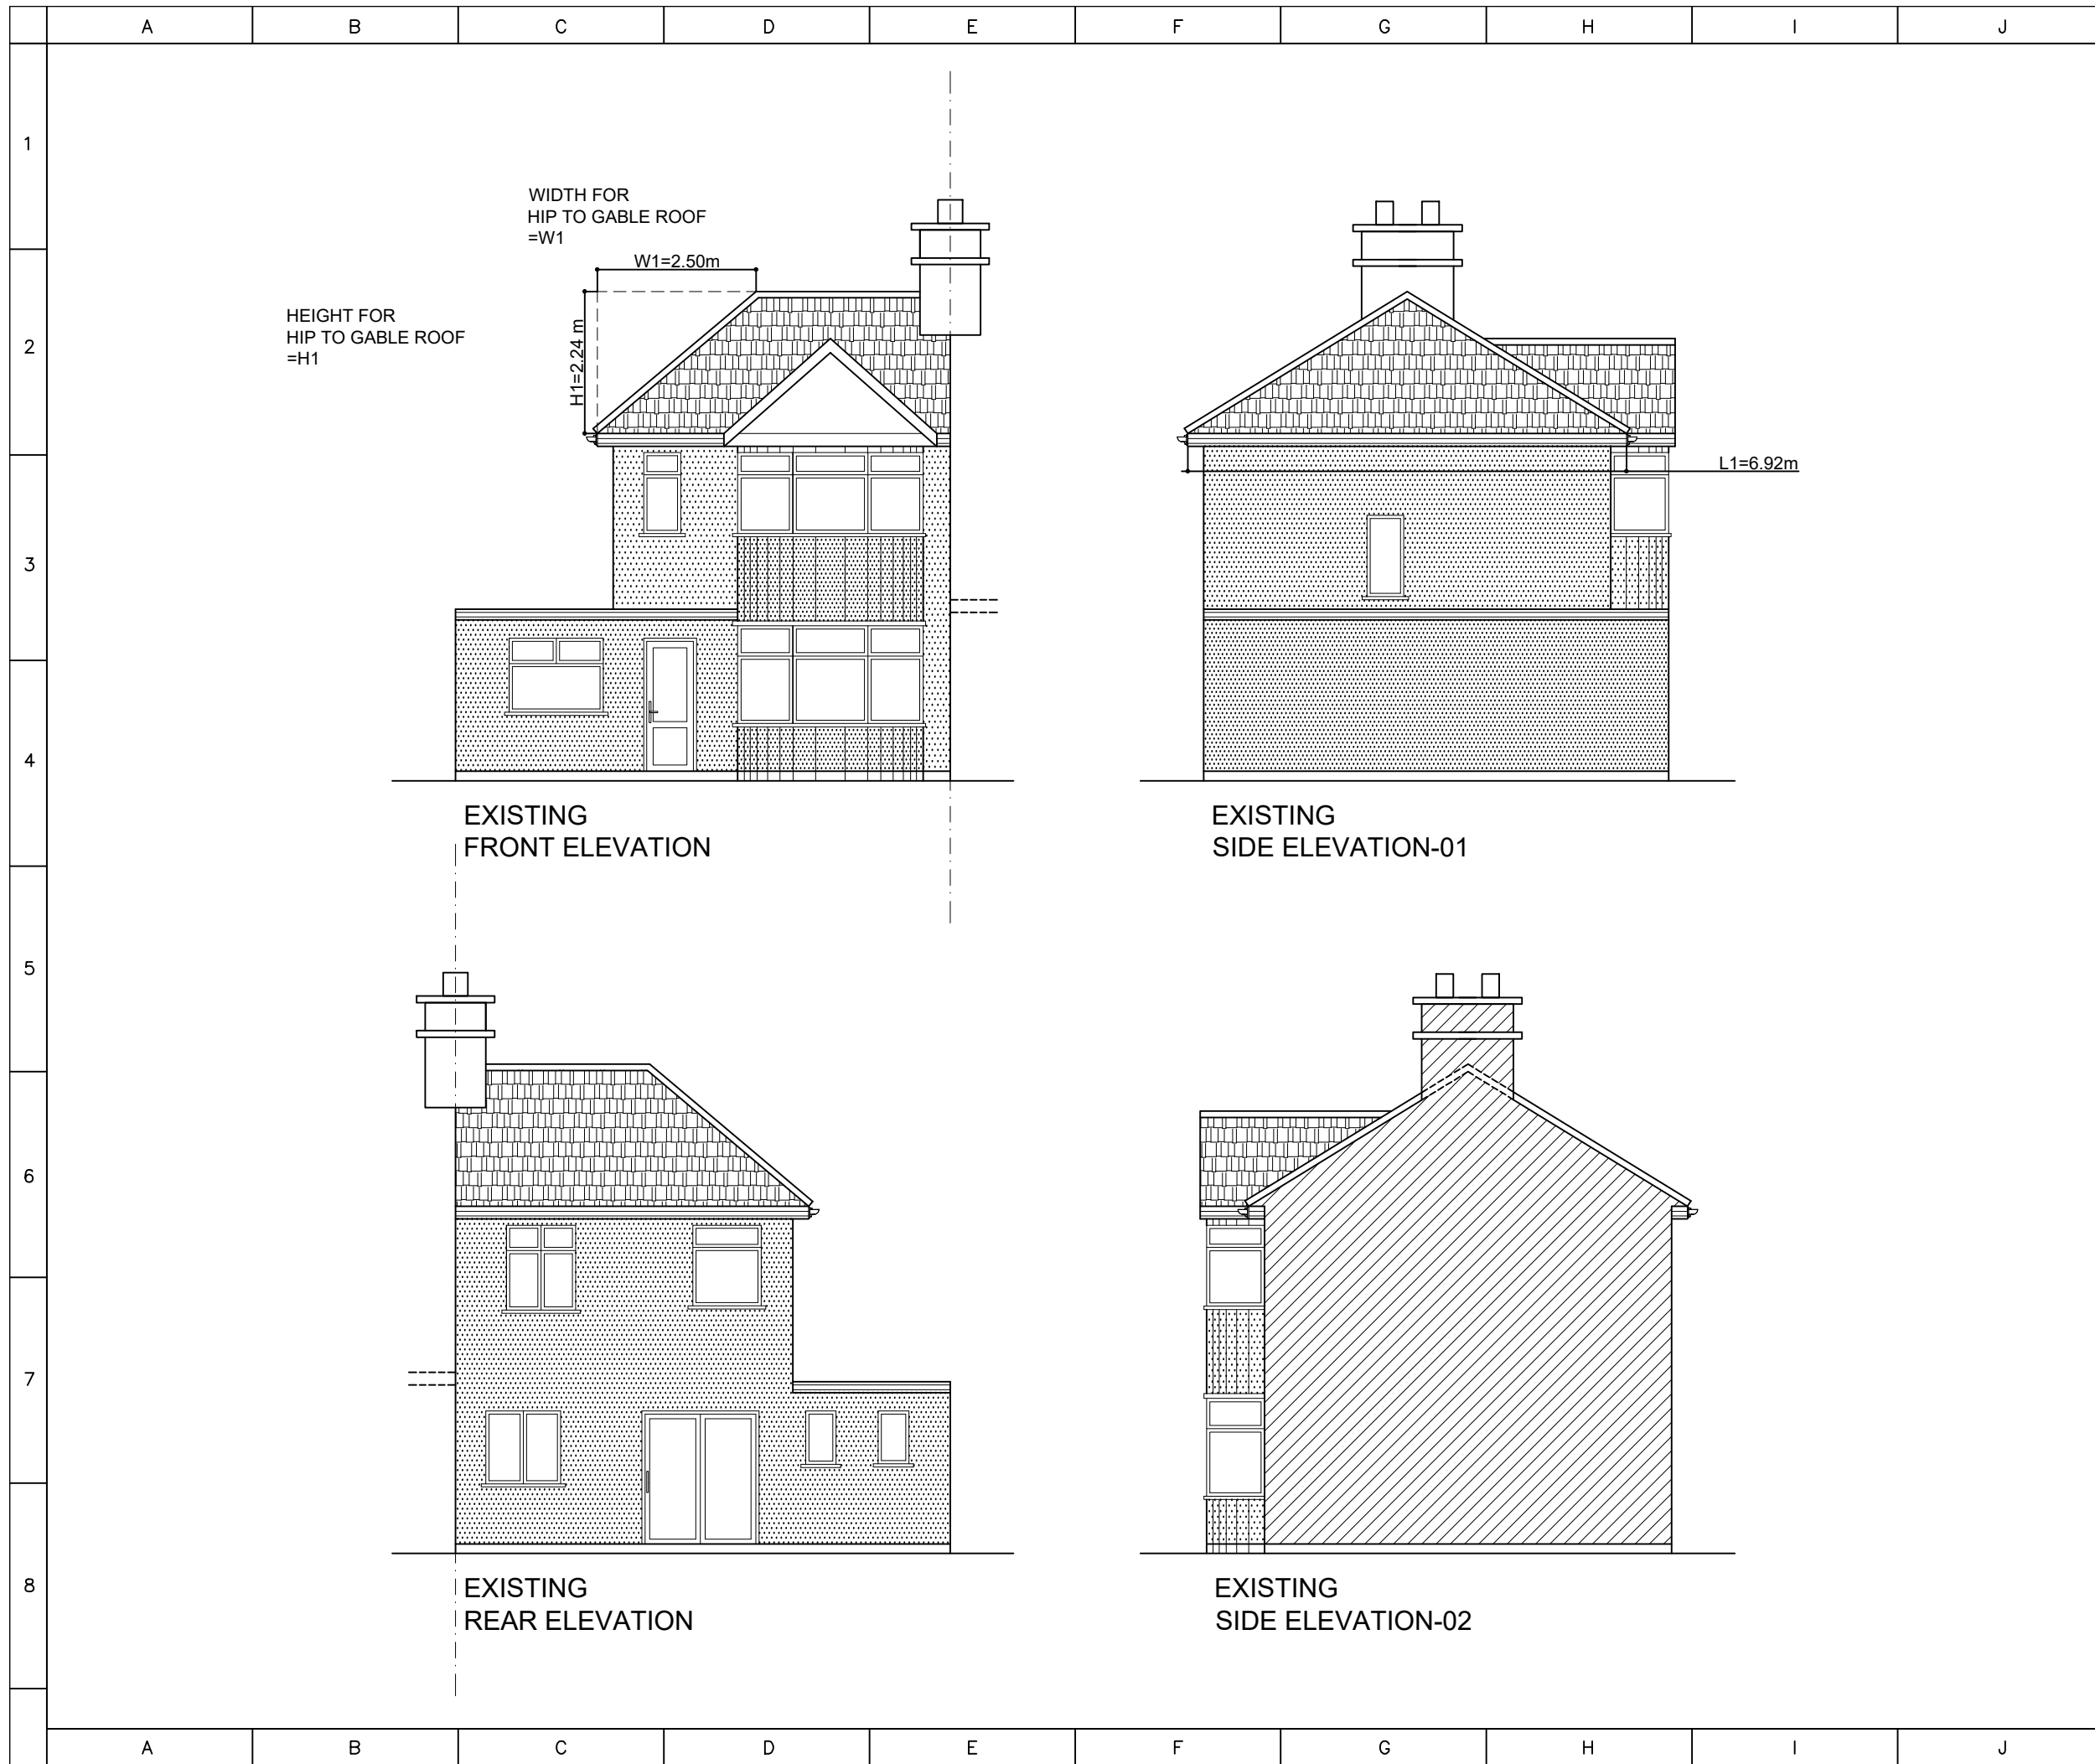 A B C D E F G H I J
1
WIDTH FOR
HIP TO GABLE ROOF
=W1
W1=2.50m
HEIGHT FOR
HIP TO GABLE ROOF
=H1
H1=2.24 m
2
L1=6.92m
3
4
EXISTING
FRONT ELEVATION
EXISTING
SIDE ELEVATION-01
5
6
7
8
EXISTING
REAR ELEVATION
EXISTING
SIDE ELEVATION-02
A B C D E F G H I J